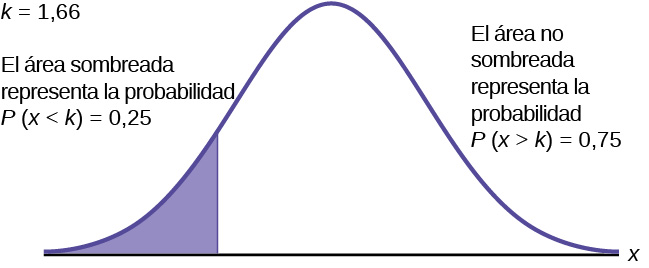 k = 1,66
El área sombreada
representa la probabilidad
P (x < k) = 0,25
El área no
sombreada
representa la
probabilidad
P (x > k) = 0,75
x